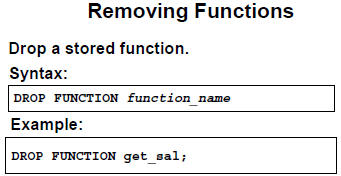 Removing Functions
Drop a stored function.
Syntax:
DROP FUNCTION function_name
Example:
DROP FUNCTION get_sal;